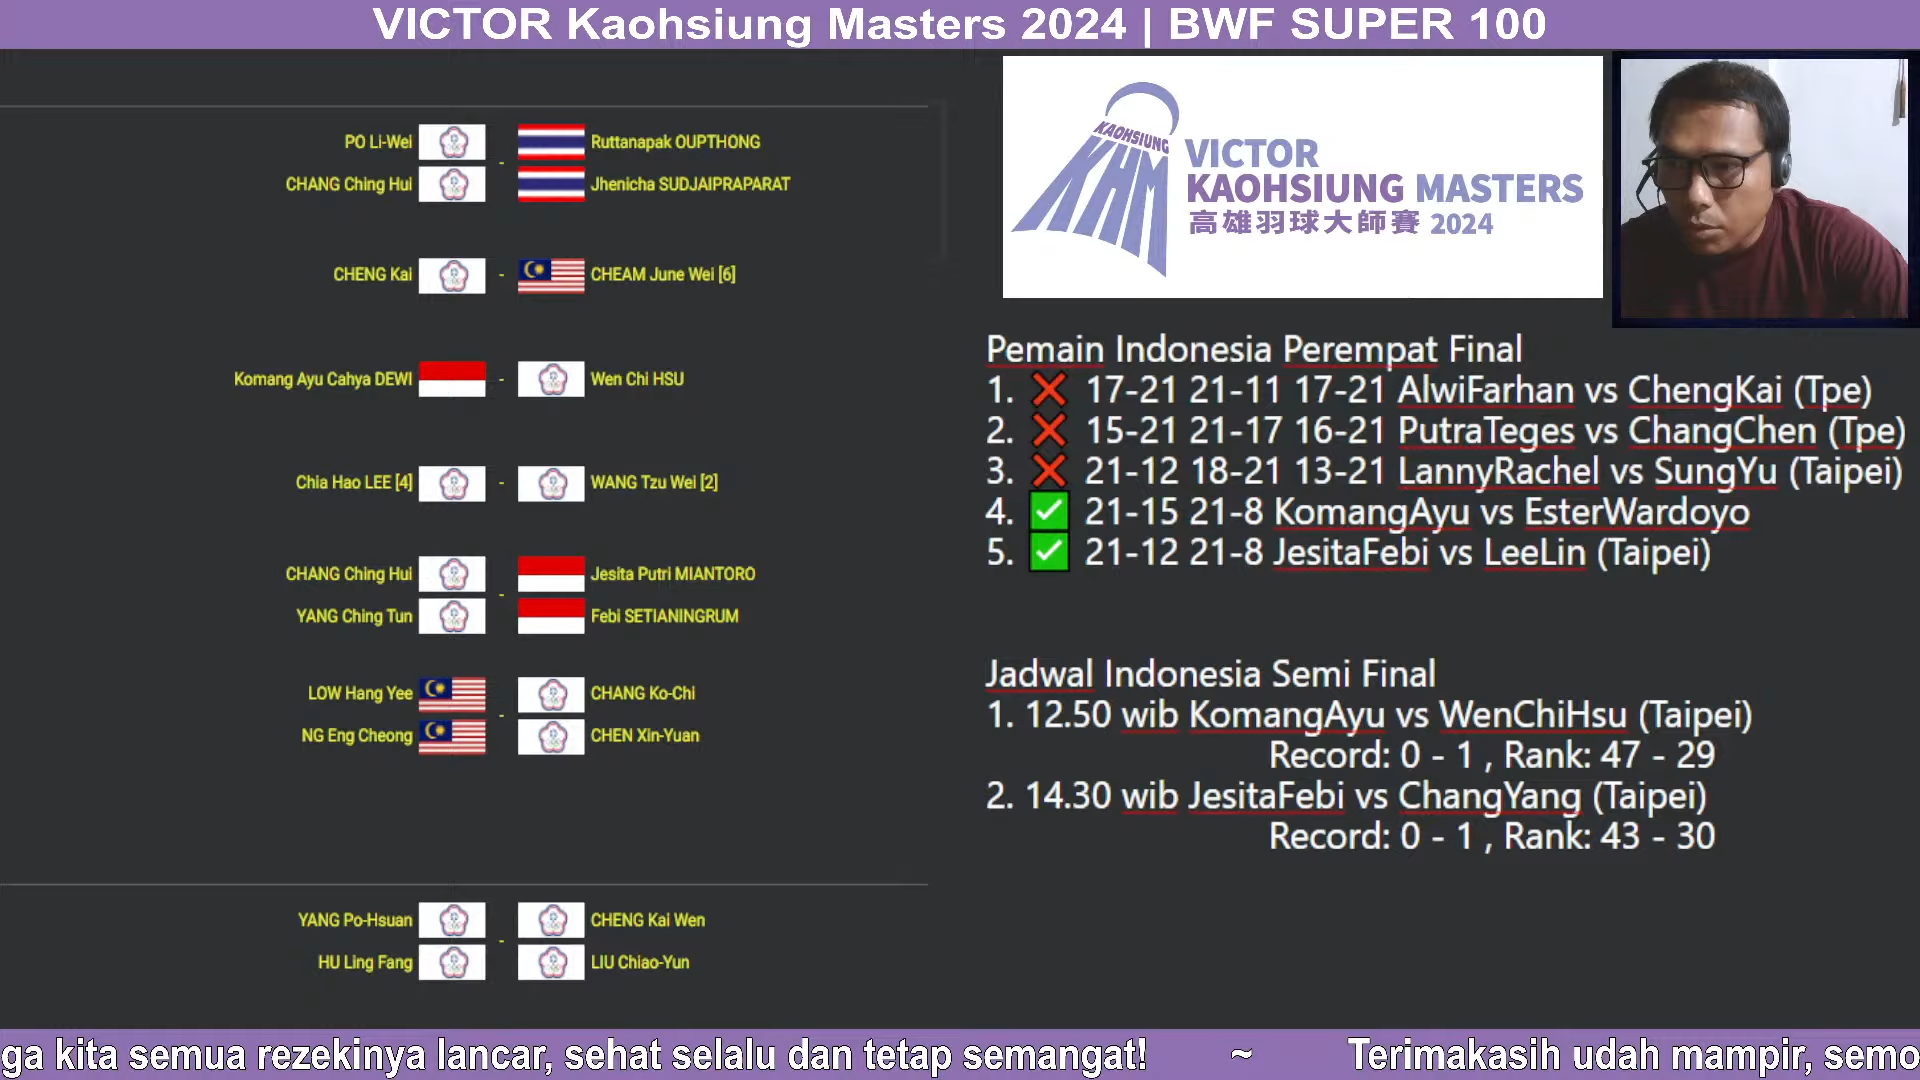 VICTOR Kaohsiung Masters 2024 | BWF SUPER 100
PO Li-Wei - Ruttanapak OUPTHONG
CHANG Ching Hui Jhenicha SUDJAIPRAPARAT
CHENG Kai - CHEAM June Wei [6]
Komang Ayu Cahya DEWI - Wen Chi HSU
Chia Hao LEE [4] - WANG Tzu Wei [2]
CHANG Ching Hui - Jesita Putri MIANTORO
YANG Ching Tun Febi SETIANINGRUM
LOW Hang Yee - CHANG Ko-Chi
NG Eng Cheong CHEN Xin-Yuan
YANG Po-Hsuan - CHENG Kai Wen
HU Ling Fang LIU Chiao-Yun
KAOHSIUNG
KHM
VICTOR
KAOHSIUNG MASTERS
高雄羽球大師賽 2024
Pemain Indonesia Perempat Final
1. ❌ 17-21 21-11 17-21 AlwiFarhan vs ChengKai (Tpe)
2. ❌ 15-21 21-17 16-21 PutraTeges vs ChangChen (Tpe)
3. ❌ 21-12 18-21 13-21 LannyRachel vs SungYu (Taipei)
4. ✅ 21-15 21-8 KomangAyu vs EsterWardoyo
5. ✅ 21-12 21-8 JesitaFebi vs LeeLin (Taipei)
Jadwal Indonesia Semi Final
1. 12.50 wib KomangAyu vs WenChiHsu (Taipei)
Record: 0 - 1 , Rank: 47 - 29
2. 14.30 wib JesitaFebi vs ChangYang (Taipei)
Record: 0 - 1 , Rank: 43 - 30
ga kita semua rezekinya lancar, sehat selalu dan tetap semangat! ~ Terimakasih udah mampir, semo